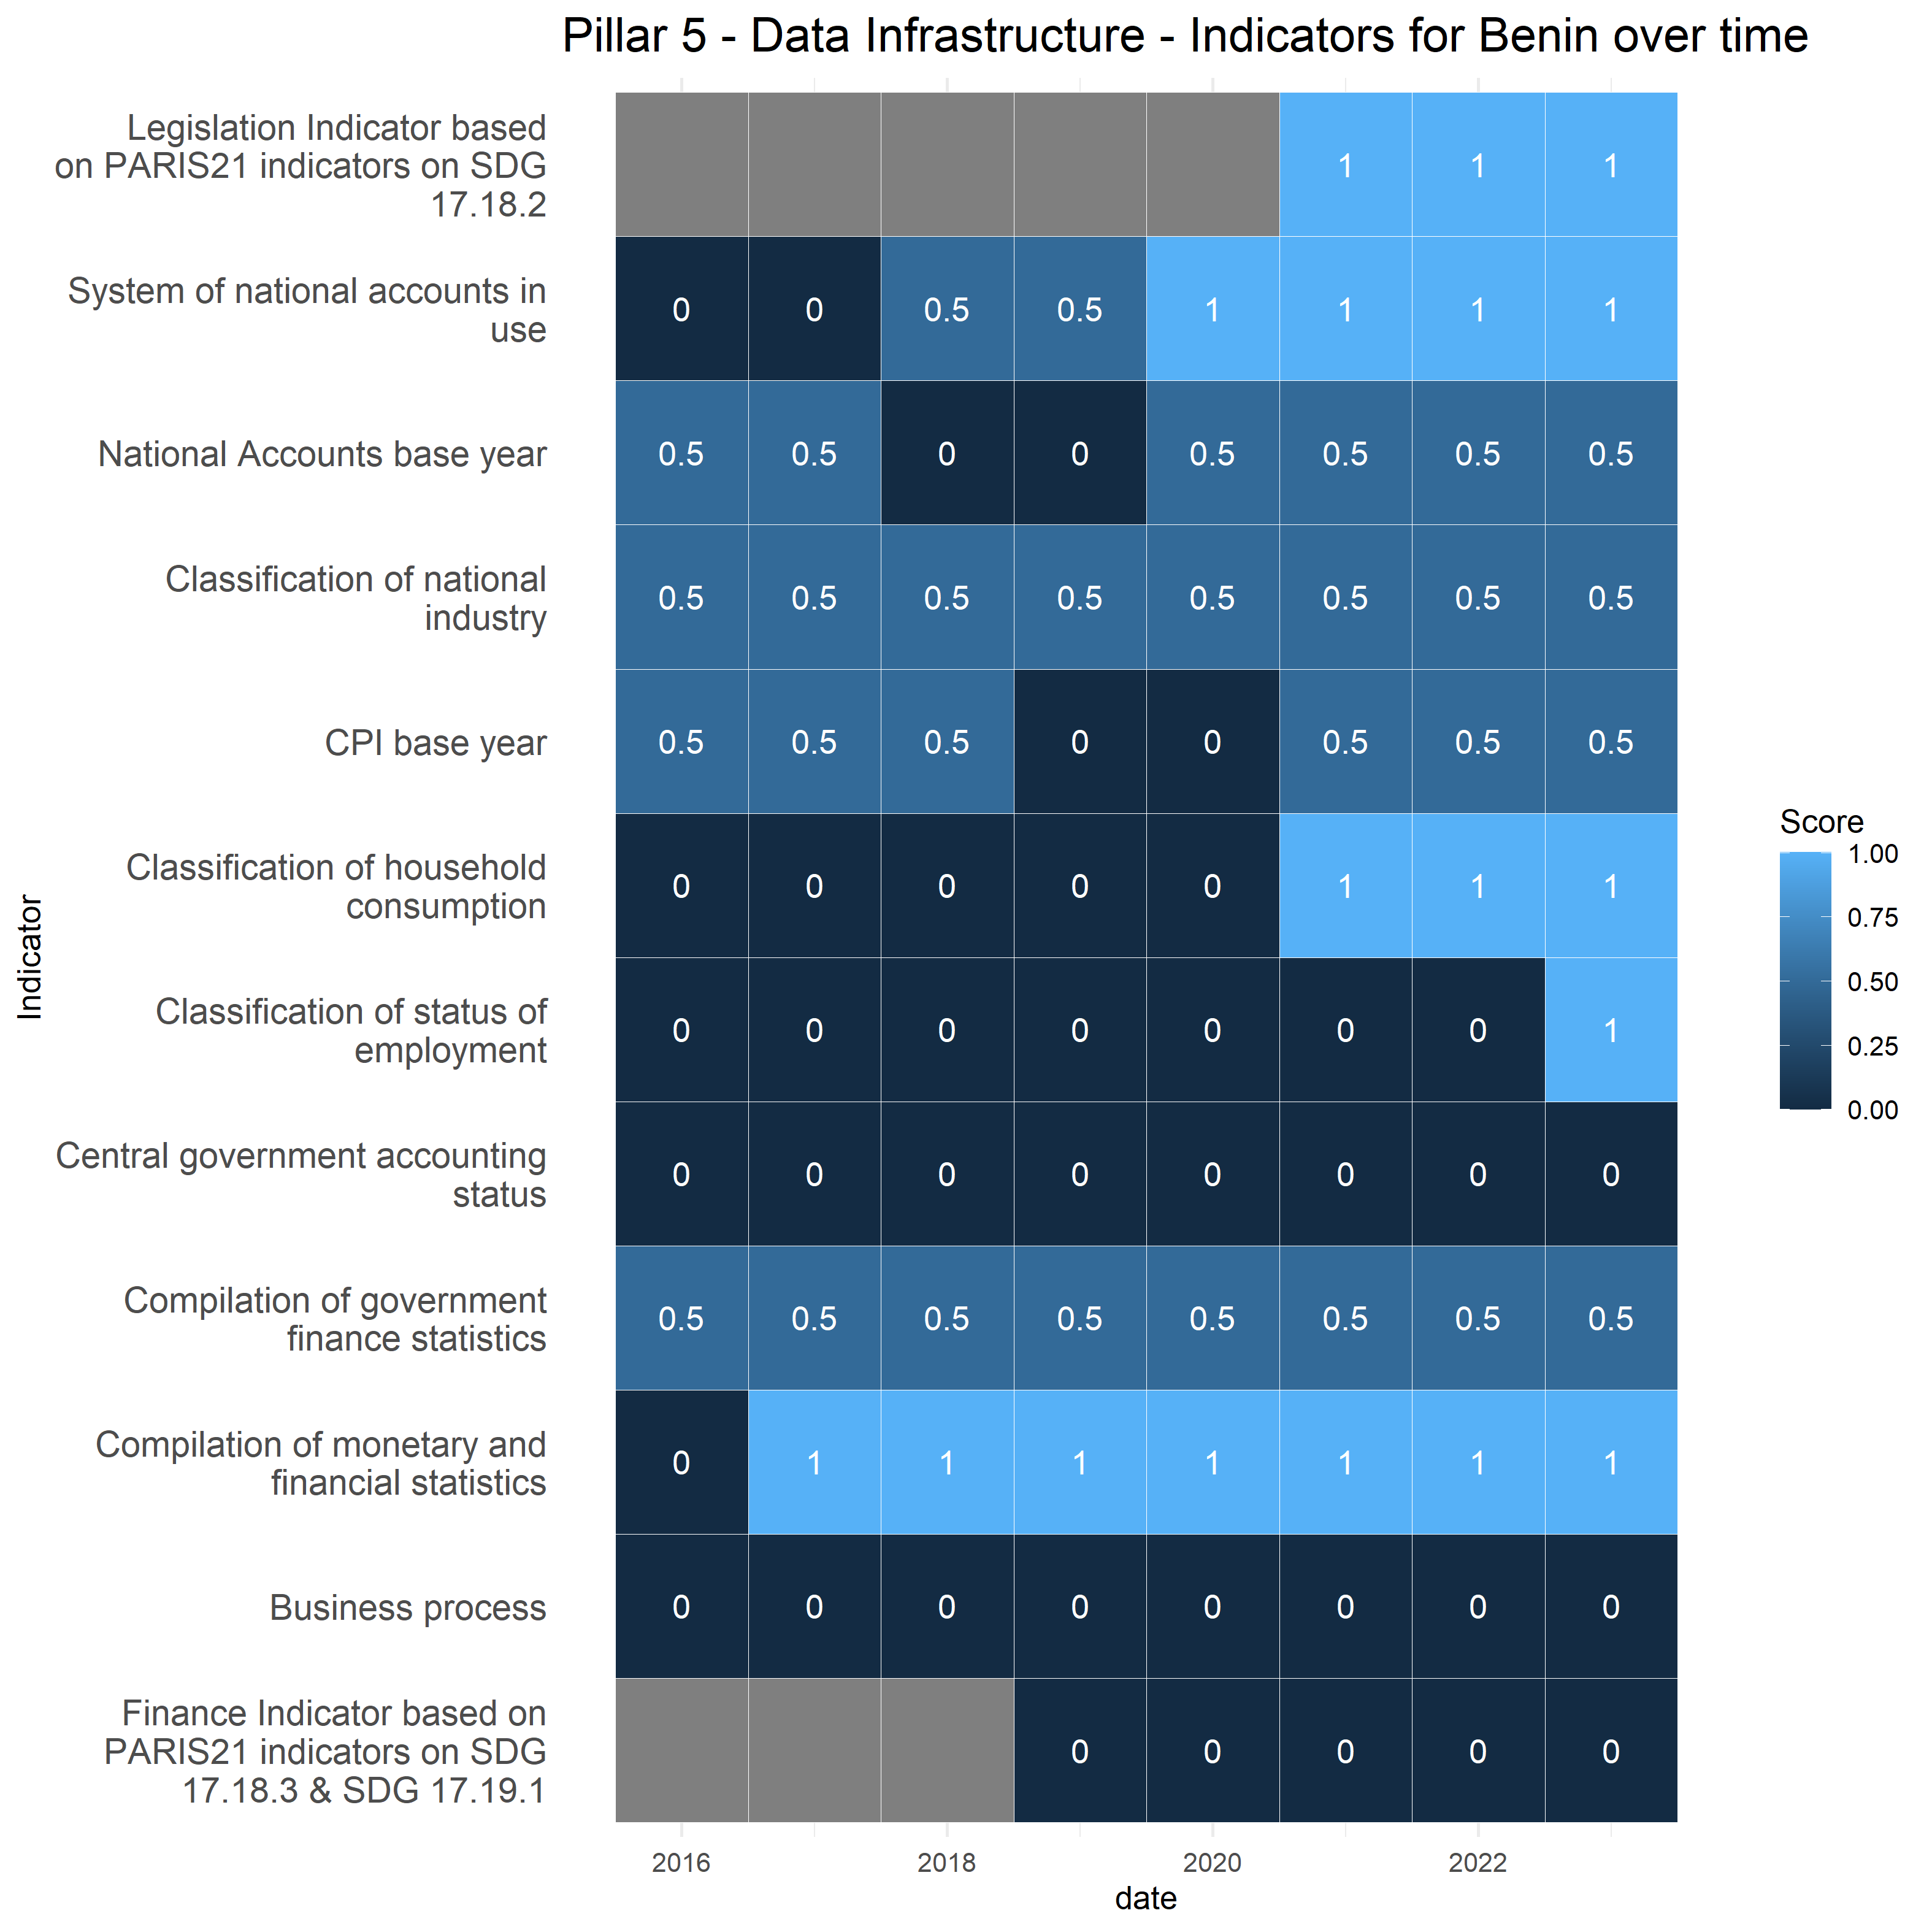 Pillar 5 - Data Infrastructure - Indicators for Benin over time
Legislation Indicator based
on PARIS21 indicators on SDG
17.18.2
1 1 1
System of national accounts in
use
0 0 0.5 0.5 1 1 1 1
National Accounts base year
0.5 0.5 0 0 0.5 0.5 0.5 0.5
Classification of national
industry
0.5 0.5 0.5 0.5 0.5 0.5 0.5 0.5
CPI base year
0.5 0.5 0.5 0 0 0.5 0.5 0.5
Classification of household
consumption
0 0 0 0 0 1 1 1
Classification of status of
employment
0 0 0 0 0 0 0 1
Central government accounting
status
0 0 0 0 0 0 0 0
Compilation of government
finance statistics
0.5 0.5 0.5 0.5 0.5 0.5 0.5 0.5
Compilation of monetary and
financial statistics
0 1 1 1 1 1 1 1
Business process
0 0 0 0 0 0 0 0
Finance Indicator based on
PARIS21 indicators on SDG
17.18.3 & SDG 17.19.1
0 0 0 0 0
2016 2018 2020 2022
date
Indicator
Score
1.00
0.75
0.50
0.25
0.00